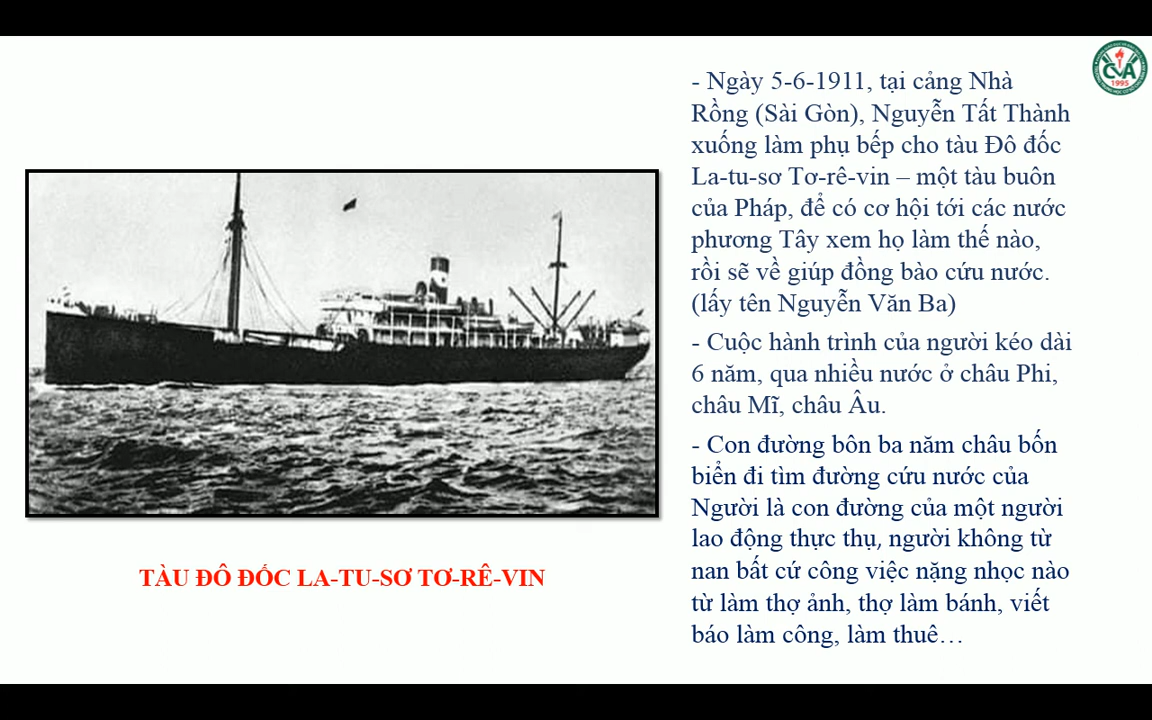 CVA
1995
- Ngày 5-6-1911, tại cảng Nhà
Rồng (Sài Gòn), Nguyễn Tất Thành
xuống làm phụ bếp cho tàu Đô đốc
La-tu-sơ Tơ-rê-vin – một tàu buôn
của Pháp, để có cơ hội tới các nước
phương Tây xem họ làm thế nào,
rồi sẽ về giúp đồng bào cứu nước.
(lấy tên Nguyễn Văn Ba)
- Cuộc hành trình của người kéo dài
6 năm, qua nhiều nước ở châu Phi,
châu Mĩ, châu Âu.
- Con đường bôn ba năm châu bốn
biển đi tìm đường cứu nước của
Người là con đường của một người
lao động thực thụ, người không từ
nan bất cứ công việc nặng nhọc nào
từ làm thợ ảnh, thợ làm bánh, viết
báo làm công, làm thuê…
TÀU ĐÔ ĐỐC LA-TU-SƠ TƠ-RÊ-VIN